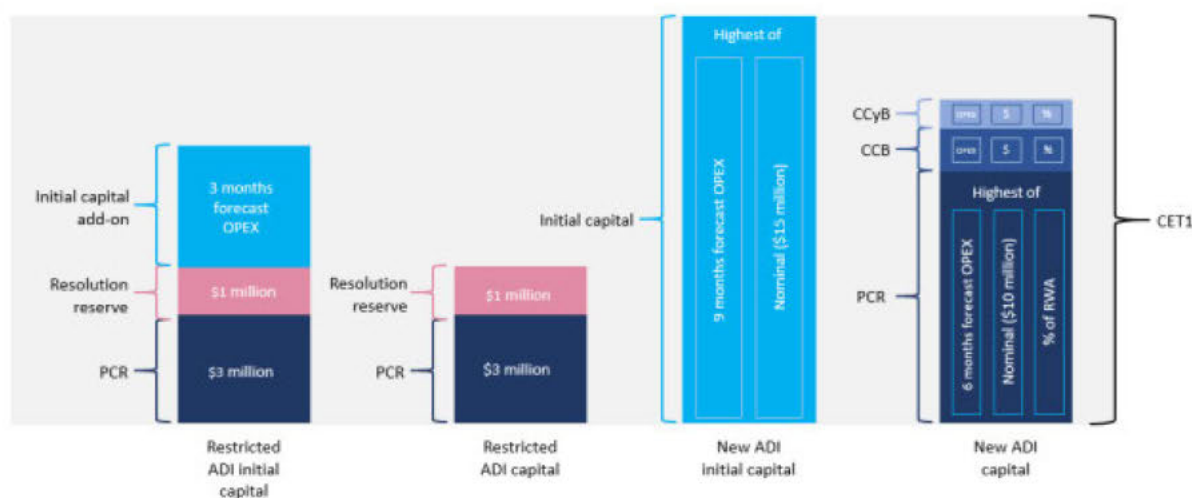 Initial capital
add-on
Resolution
reserve
PCR
3 months
forecast
OPEX
$1 million
$3 million
Restricted
ADI initial
capital
Resolution
reserve
PCR
$1 million
$3 million
Restricted
ADI capital
Initial capital
Highest of
9 months forecast OPEX
Nominal ($15 million)
New ADI
initial capital
CCyB
CCB
PCR
OPEX
$
%
OPEX
$
%
Highest of
6 months forecast OPEX
Nominal ($10 million)
% of RWA
New ADI
capital
CET1